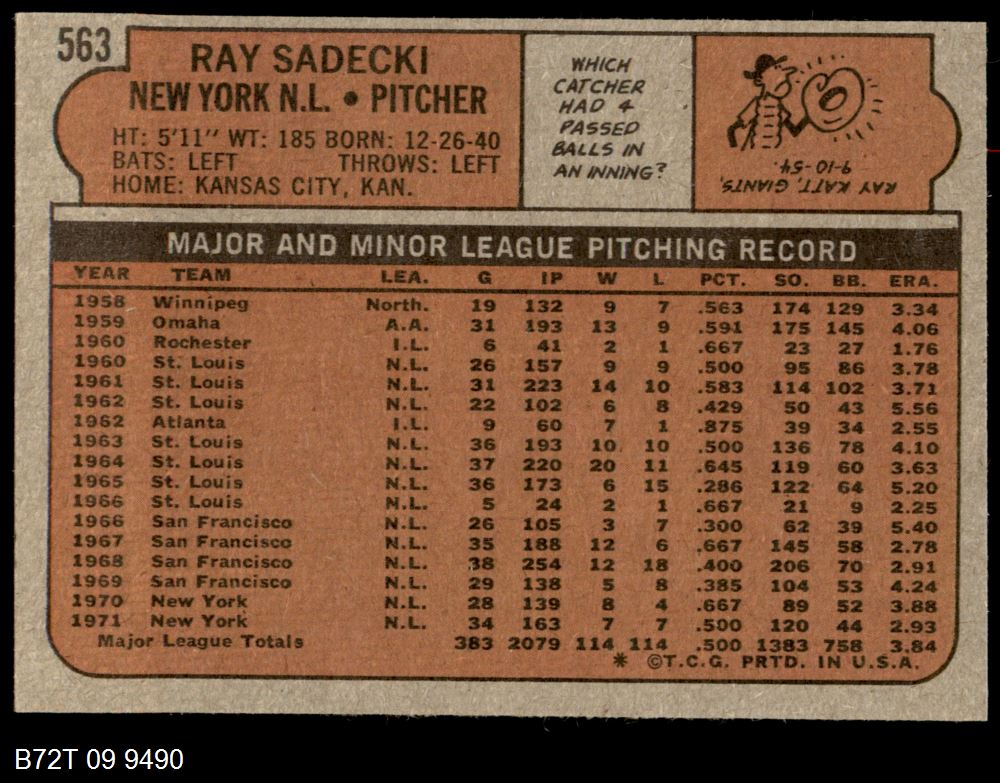 563
RAY SADECKI
NEW YORK N.L. • PITCHER
HT: 5'11" WT: 185 BORN: 12-26-40
BATS: LEFT THROWS: LEFT
HOME: KANSAS CITY, KAN.
WHICH
CATCHER
HAD 4
PASSED
BALLS IN
AN INNING?
RAY KATT, GIANTS,
9-10-54.
MAJOR AND MINOR LEAGUE PITCHING RECORD
YEAR TEAM LEA. G IP W L PCT. SO. BB. ERA.
1958 Winnipeg North. 19 132 9 7 .563 174 129 3.34
1959 Omaha A.A. 31 193 13 9 .591 175 145 4.06
1960 Rochester I.L. 6 41 2 1 .667 23 27 1.76
1960 St. Louis N.L. 26 157 9 9 .500 95 86 3.78
1961 St. Louis N.L. 31 223 14 10 .583 114 102 3.71
1962 St. Louis N.L. 22 102 6 8 .429 50 43 5.56
1962 Atlanta I.L. 9 60 7 1 .875 39 34 2.55
1963 St. Louis N.L. 36 193 10 10 .500 136 78 4.10
1964 St. Louis N.L. 37 220 20 11 .645 119 60 3.63
1965 St. Louis N.L. 36 173 6 15 .286 122 64 5.20
1966 St. Louis N.L. 5 24 2 1 .667 21 9 2.25
1966 San Francisco N.L. 26 105 3 7 .300 62 39 5.40
1967 San Francisco N.L. 35 188 12 6 .667 145 58 2.78
1968 San Francisco N.L. 38 254 12 18 .400 206 70 2.91
1969 San Francisco N.L. 29 138 5 8 .385 104 53 4.24
1970 New York N.L. 28 139 8 4 .667 89 52 3.88
1971 New York N.L. 34 163 7 7 .500 120 44 2.93
Major League Totals 383 2079 114 114 .500 1383 758 3.84
* ©T.C.G. PRTD. IN U.S.A.
B72T 09 9490